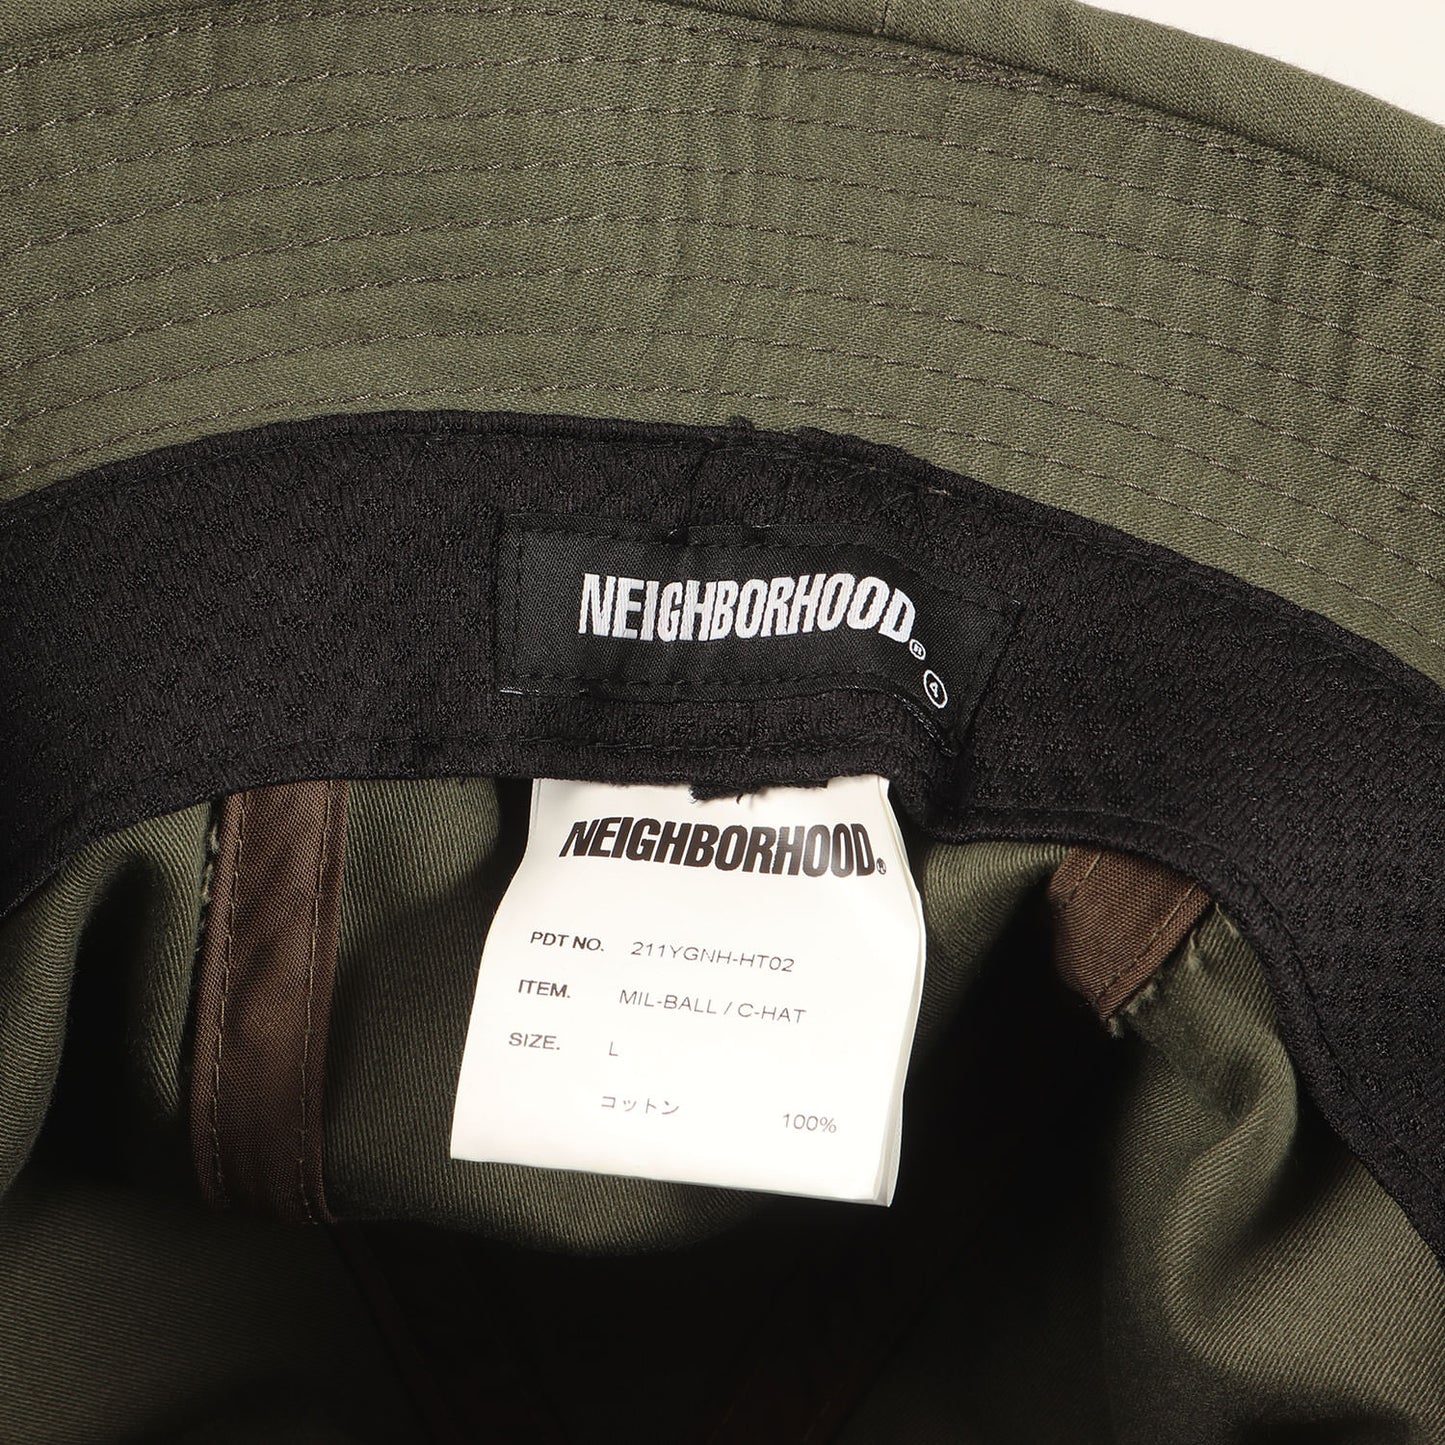 NEIGHBORHOOD®
4
NEIGHBORHOOD®
PDT NO. 211YGNH-HT02
ITEM. MIL-BALL / C-HAT
SIZE. L
コットン 100%